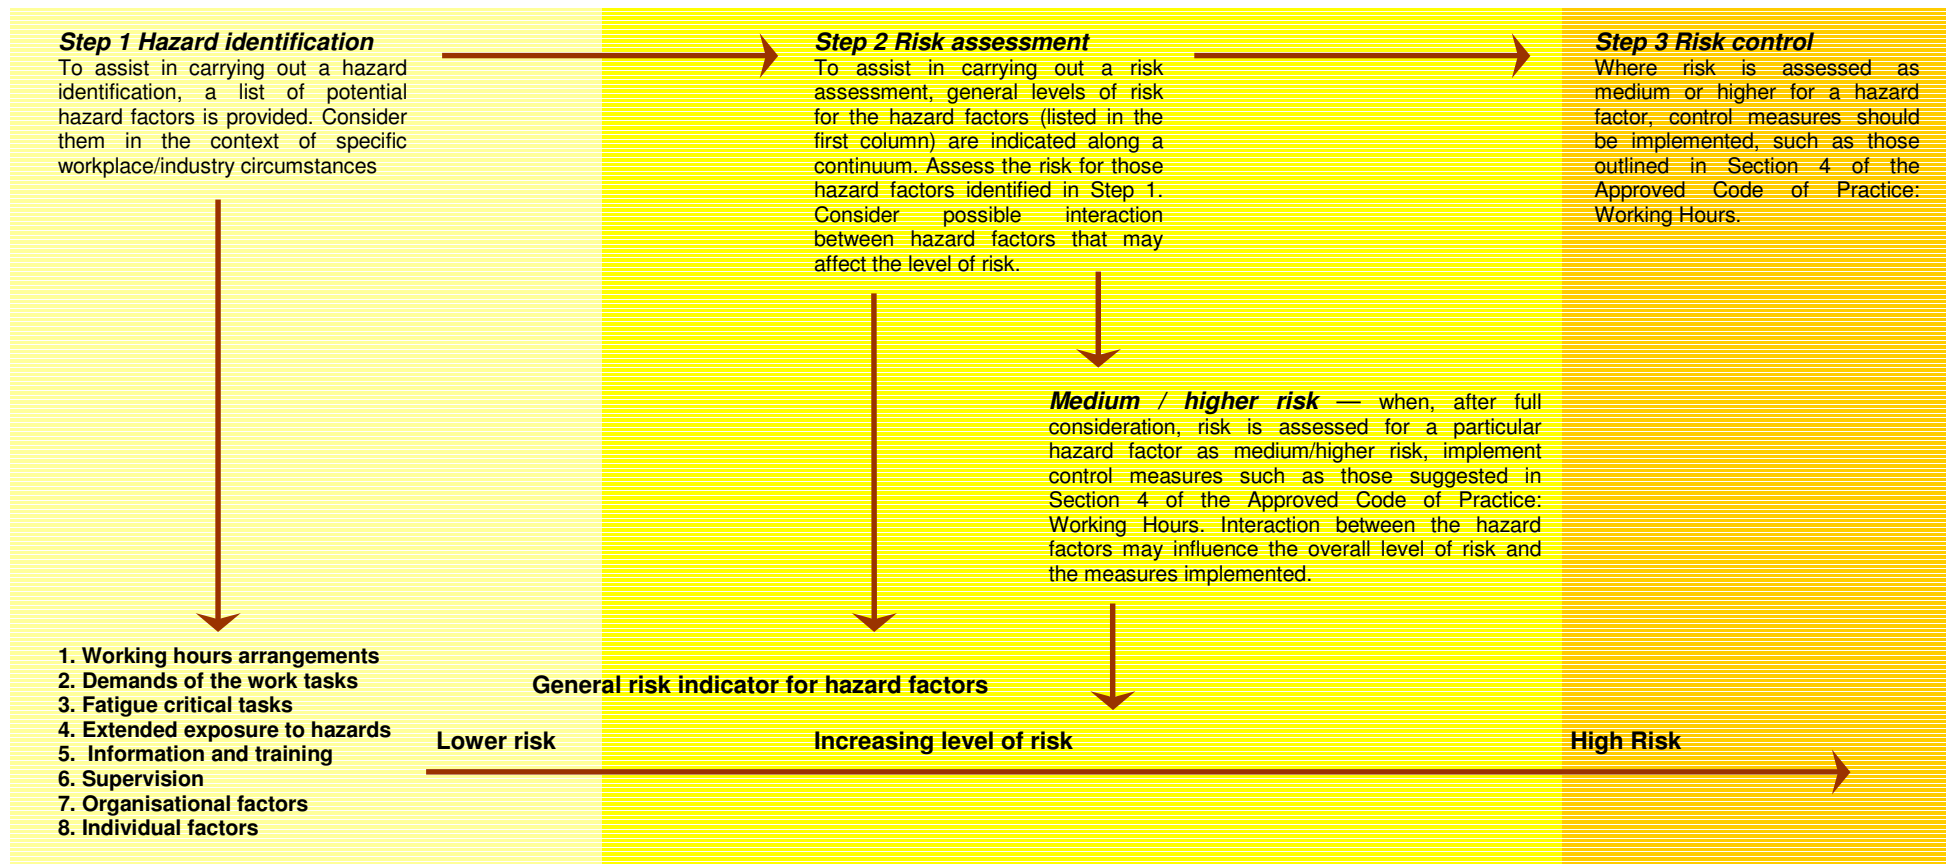 Step 1 Hazard identification
To assist in carrying out a hazard
identification, a list of potential
hazard factors is provided. Consider
them in the context of specific
workplace/industry circumstances
Step 2 Risk assessment
To assist in carrying out a risk
assessment, general levels of risk
for the hazard factors (listed in the
first column) are indicated along a
continuum. Assess the risk for those
hazard factors identified in Step 1.
Consider possible interaction
between hazard factors that may
affect the level of risk.
Step 3 Risk control
Where risk is assessed as
medium or higher for a hazard
factor, control measures should
be implemented, such as those
outlined in Section 4 of the
Approved Code of Practice:
Working Hours.
Medium / higher risk — when, after full
consideration, risk is assessed for a particular
hazard factor as medium/higher risk, implement
control measures such as those suggested in
Section 4 of the Approved Code of Practice:
Working Hours. Interaction between the hazard
factors may influence the overall level of risk and
the measures implemented.
1. Working hours arrangements
2. Demands of the work tasks
3. Fatigue critical tasks
4. Extended exposure to hazards
5.  Information and training
6. Supervision
7. Organisational factors
8. Individual factors
General risk indicator for hazard factors
Lower risk
Increasing level of risk
High Risk